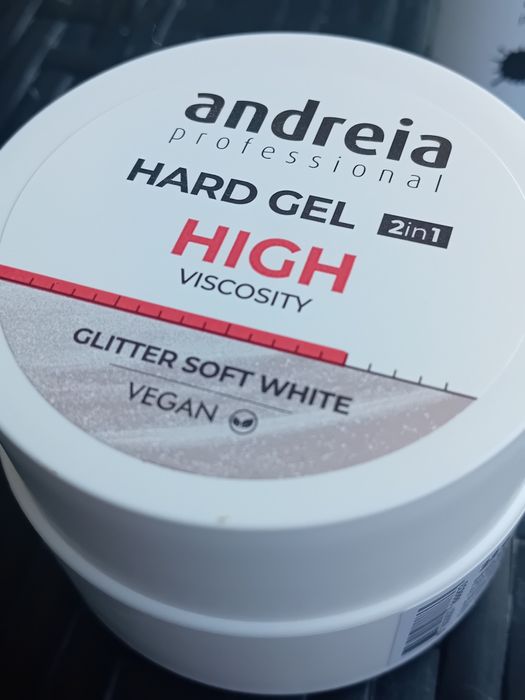 andreia
professional
HARD GEL 2in1
HIGH
VISCOSITY
GLITTER SOFT WHITE
VEGAN